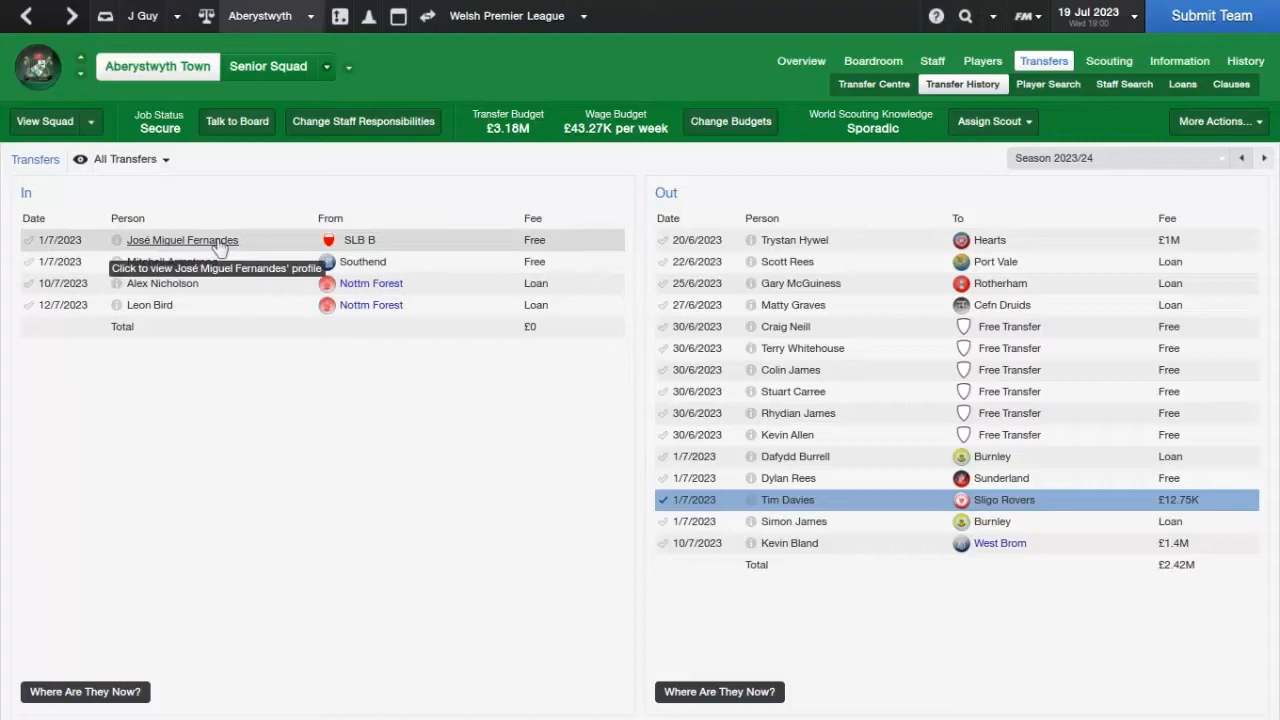 J Guy
Aberystwyth
Welsh Premier League
FM
19 Jul 2023
Wed 19:00
Submit Team
Aberystwyth Town
Senior Squad
Overview Boardroom Staff Players Transfers Scouting Information History
Transfer Centre Transfer History Player Search Staff Search Loans Clauses
View Squad
Job Status
Secure
Talk to Board
Change Staff Responsibilities
Transfer Budget
£3.18M
Wage Budget
£43.27K per week
Change Budgets
World Scouting Knowledge
Sporadic
Assign Scout
More Actions...
Transfers All Transfers
Season 2023/24
In
Date Person From Fee
1/7/2023 José Miguel Fernandes SLB B Free
1/7/2023 Mitchell Armstrong Southend Free
Click to view José Miguel Fernandes' profile
10/7/2023 Alex Nicholson Nottm Forest Loan
12/7/2023 Leon Bird Nottm Forest Loan
Total £0
Where Are They Now?
Out
Date Person To Fee
20/6/2023 Trystan Hywel Hearts £1M
22/6/2023 Scott Rees Port Vale Loan
25/6/2023 Gary McGuiness Rotherham Loan
27/6/2023 Matty Graves Cefn Druids Loan
30/6/2023 Craig Neill Free Transfer Free
30/6/2023 Terry Whitehouse Free Transfer Free
30/6/2023 Colin James Free Transfer Free
30/6/2023 Stuart Carree Free Transfer Free
30/6/2023 Rhydian James Free Transfer Free
30/6/2023 Kevin Allen Free Transfer Free
1/7/2023 Dafydd Burrell Burnley Loan
1/7/2023 Dylan Rees Sunderland Free
1/7/2023 Tim Davies Sligo Rovers £12.75K
1/7/2023 Simon James Burnley Loan
10/7/2023 Kevin Bland West Brom £1.4M
Total £2.42M
Where Are They Now?